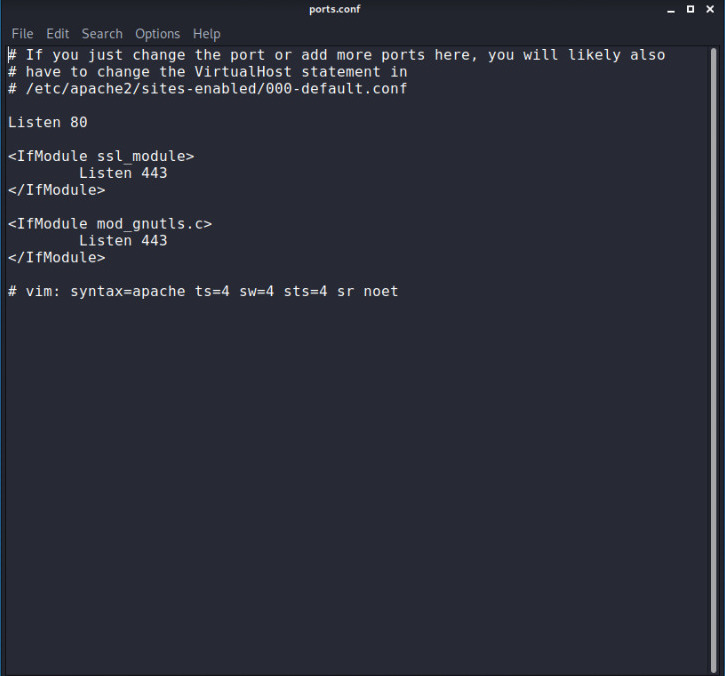 ports.conf
File Edit Search Options Help
# If you just change the port or add more ports here, you will likely also
# have to change the VirtualHost statement in
# /etc/apache2/sites-enabled/000-default.conf
Listen 80
<IfModule ssl_module>
        Listen 443
</IfModule>
<IfModule mod_gnutls.c>
        Listen 443
</IfModule>
# vim: syntax=apache ts=4 sw=4 sts=4 sr noet